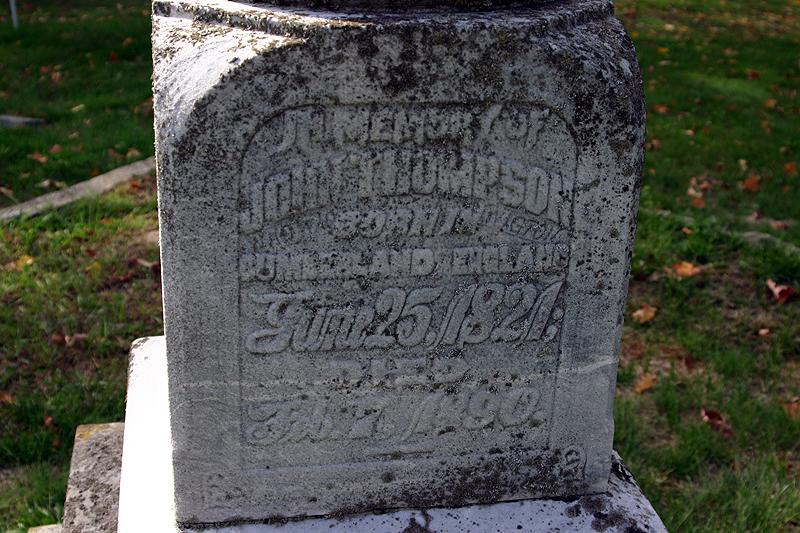 IN MEMORY OF
JOHN THOMPSON
BORN IN
CUMBERLAND, ENGLAND
June 25, 1821.
DIED
Feb. 7, 1890.